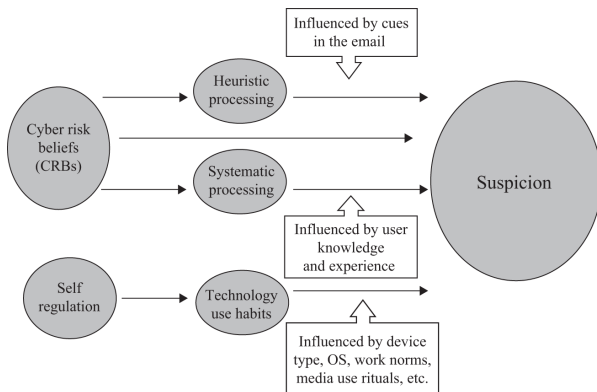 Influenced by cues
in the email
Heuristic
processing
Cyber risk
beliefs
(CRBs)
Systematic
processing
Suspicion
Influenced by user
knowledge
and experience
Self
regulation
Technology
use habits
Influenced by device
type, OS, work norms,
media use rituals, etc.